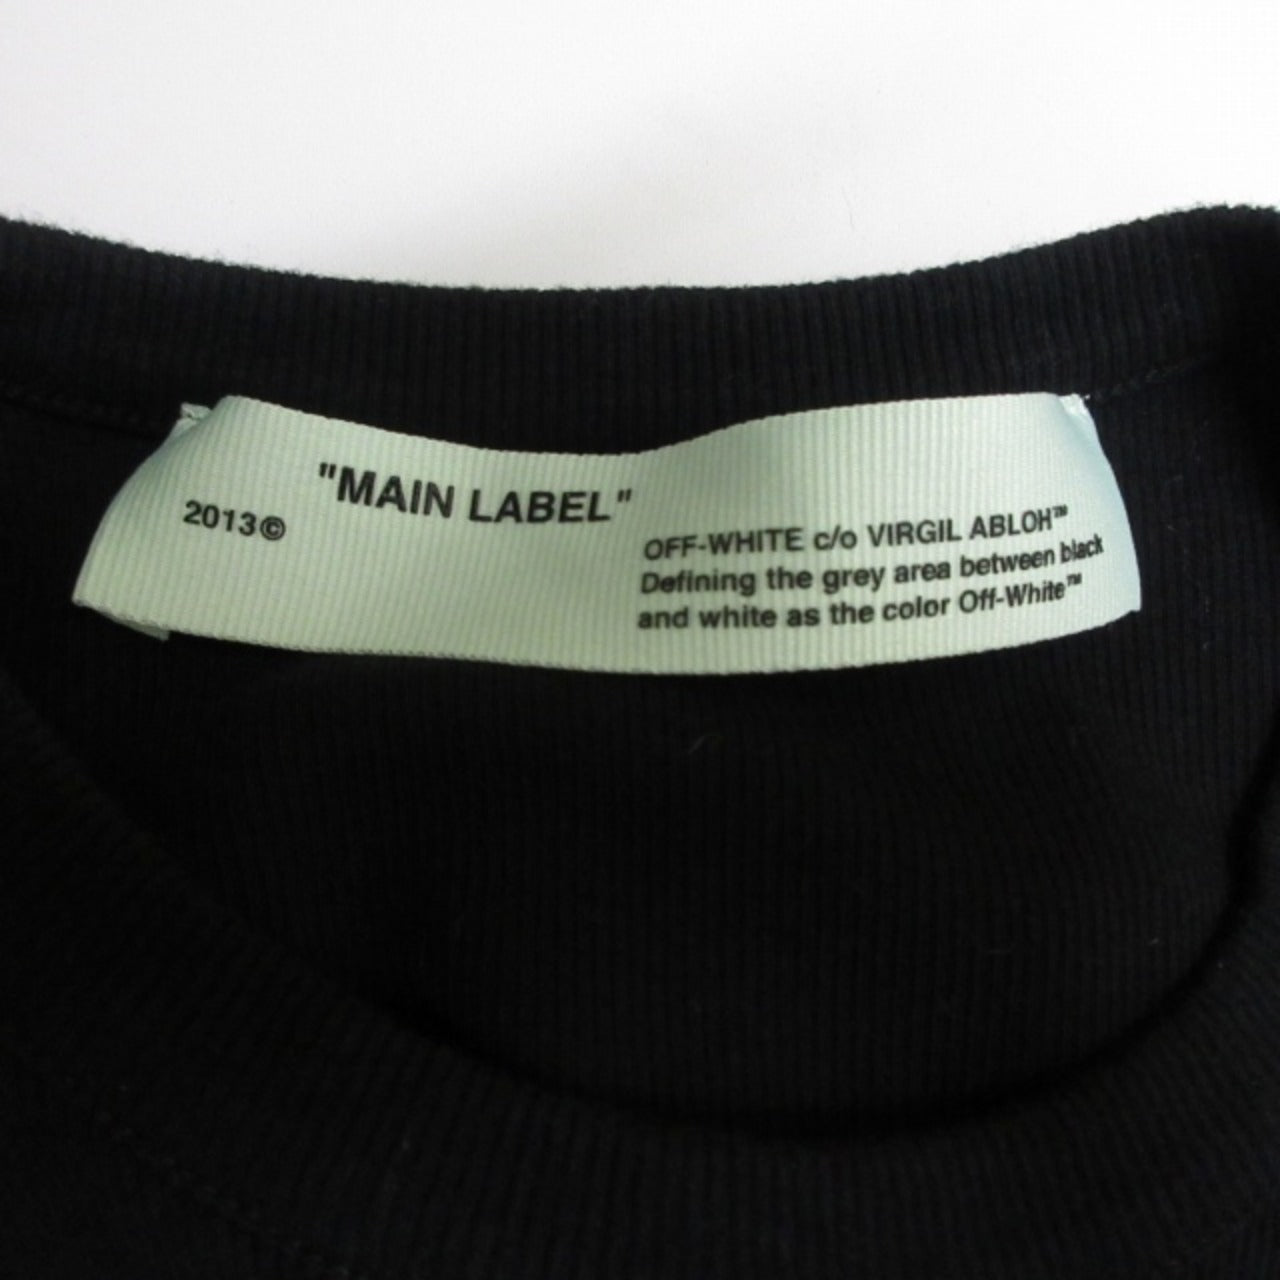 "MAIN LABEL"
2013©
OFF-WHITE c/o VIRGIL ABLOH™
Defining the grey area between black
and white as the color Off-White™